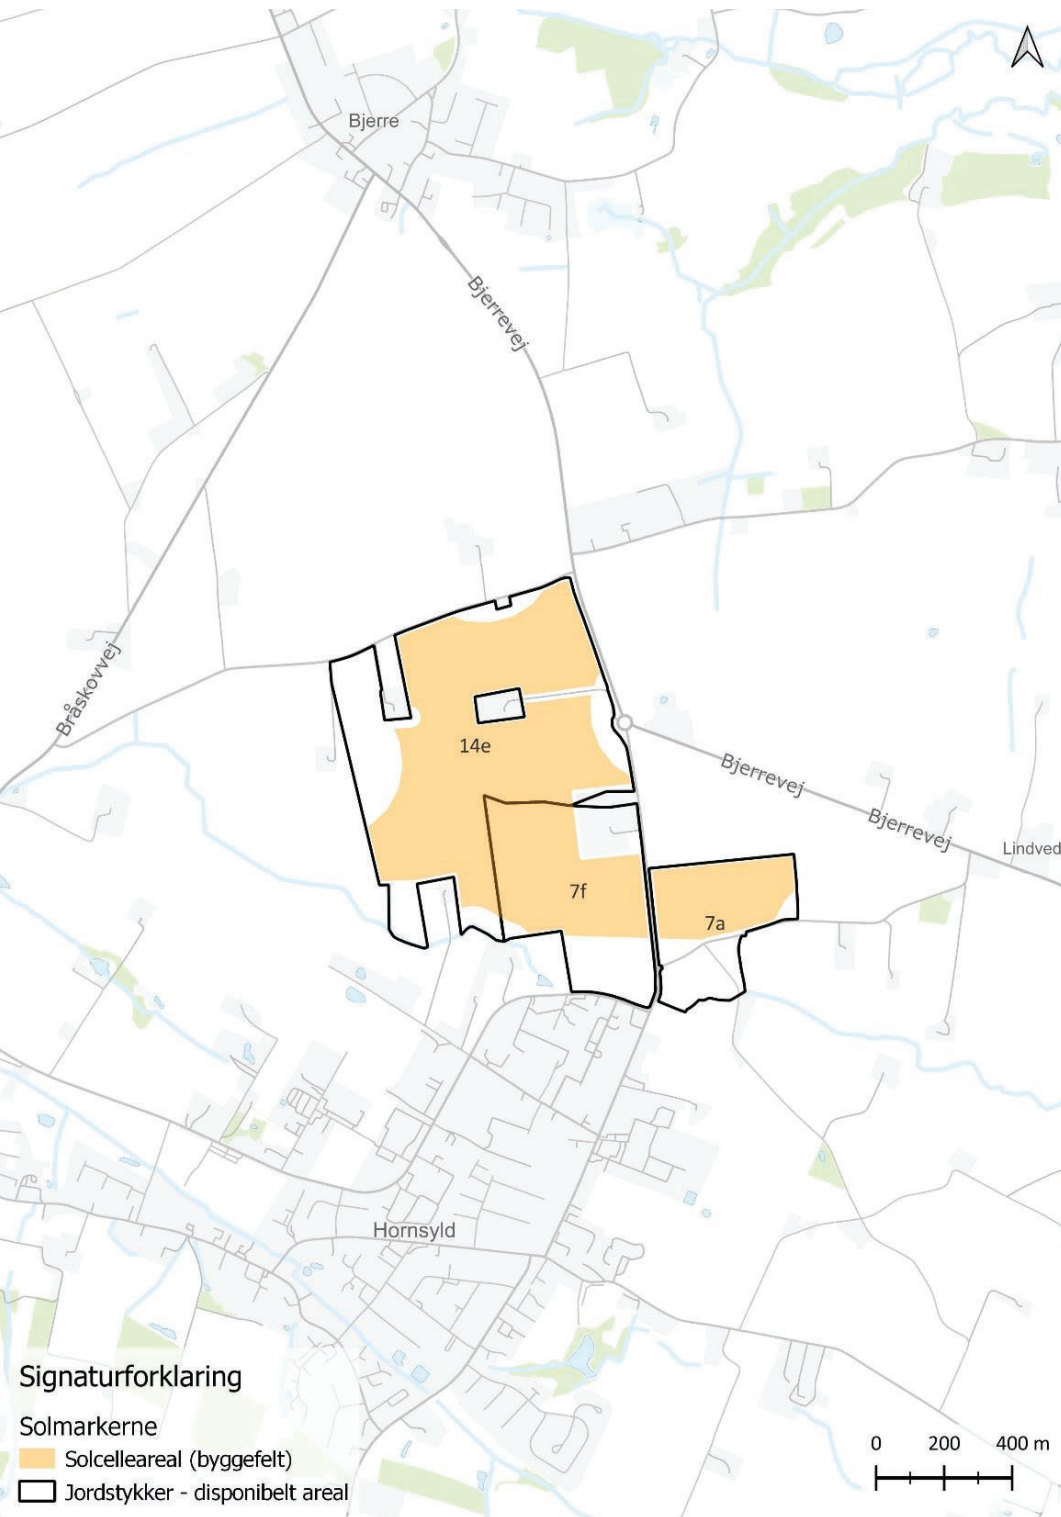 Bjerre
Bjerrevej
Bråskovvej
14e
Bjerrevej
Bjerrevej
Lindved
7f
7a
Hornsyld
Signaturforklaring
Solmarkerne
Solcelleareal (byggefelt)
Jordstykker - disponibelt areal
0 200 400 m